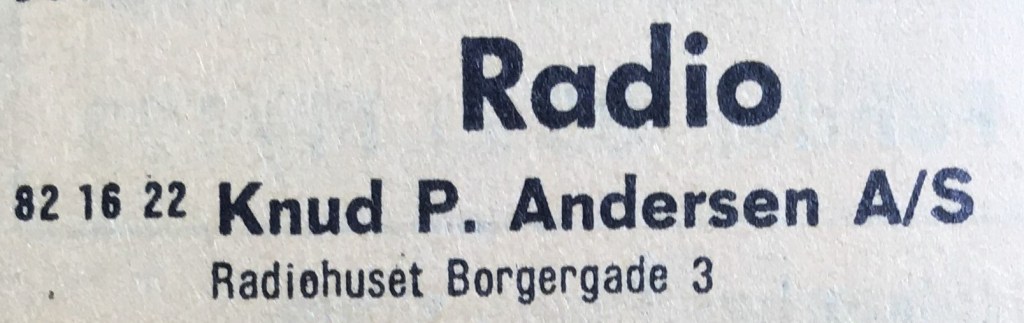 Radio
82 16 22 Knud P. Andersen A/S
Radiohuset Borgergade 3